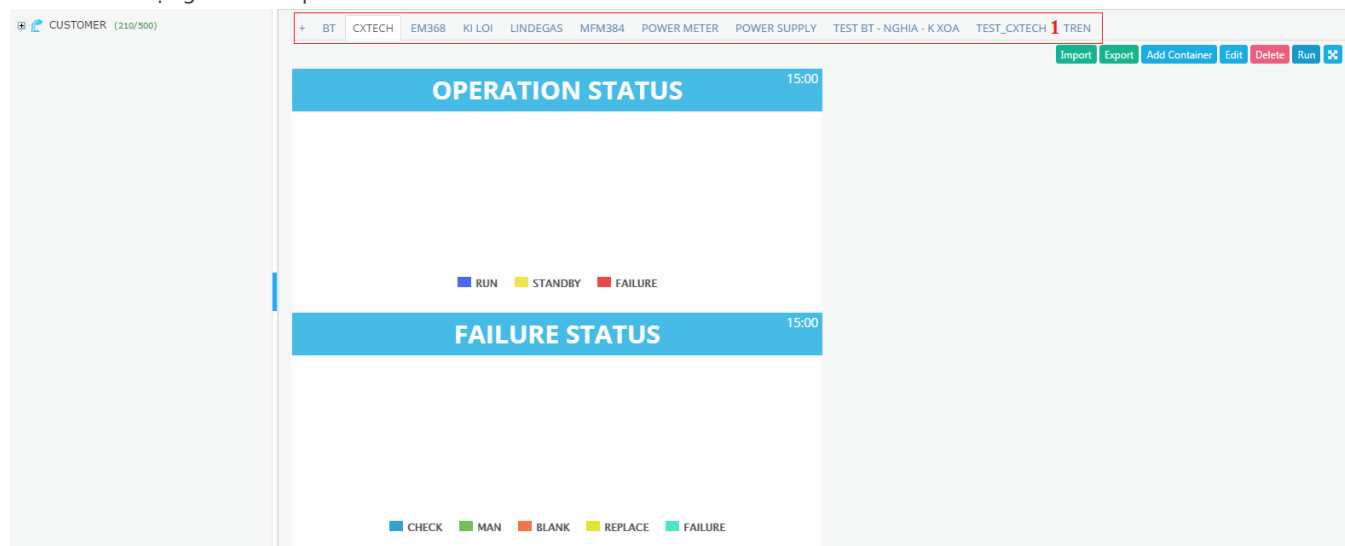 CUSTOMER (210/500)
+ BT CXTECH EM368 KI LOI LINDEGAS MFM384 POWER METER POWER SUPPLY TEST BT - NGHIA - K XOA TEST_CXTECH 1 TREN
Import Export Add Container Edit Delete Run
OPERATION STATUS 15:00
RUN STANDBY FAILURE
FAILURE STATUS 15:00
CHECK MAN BLANK REPLACE FAILURE